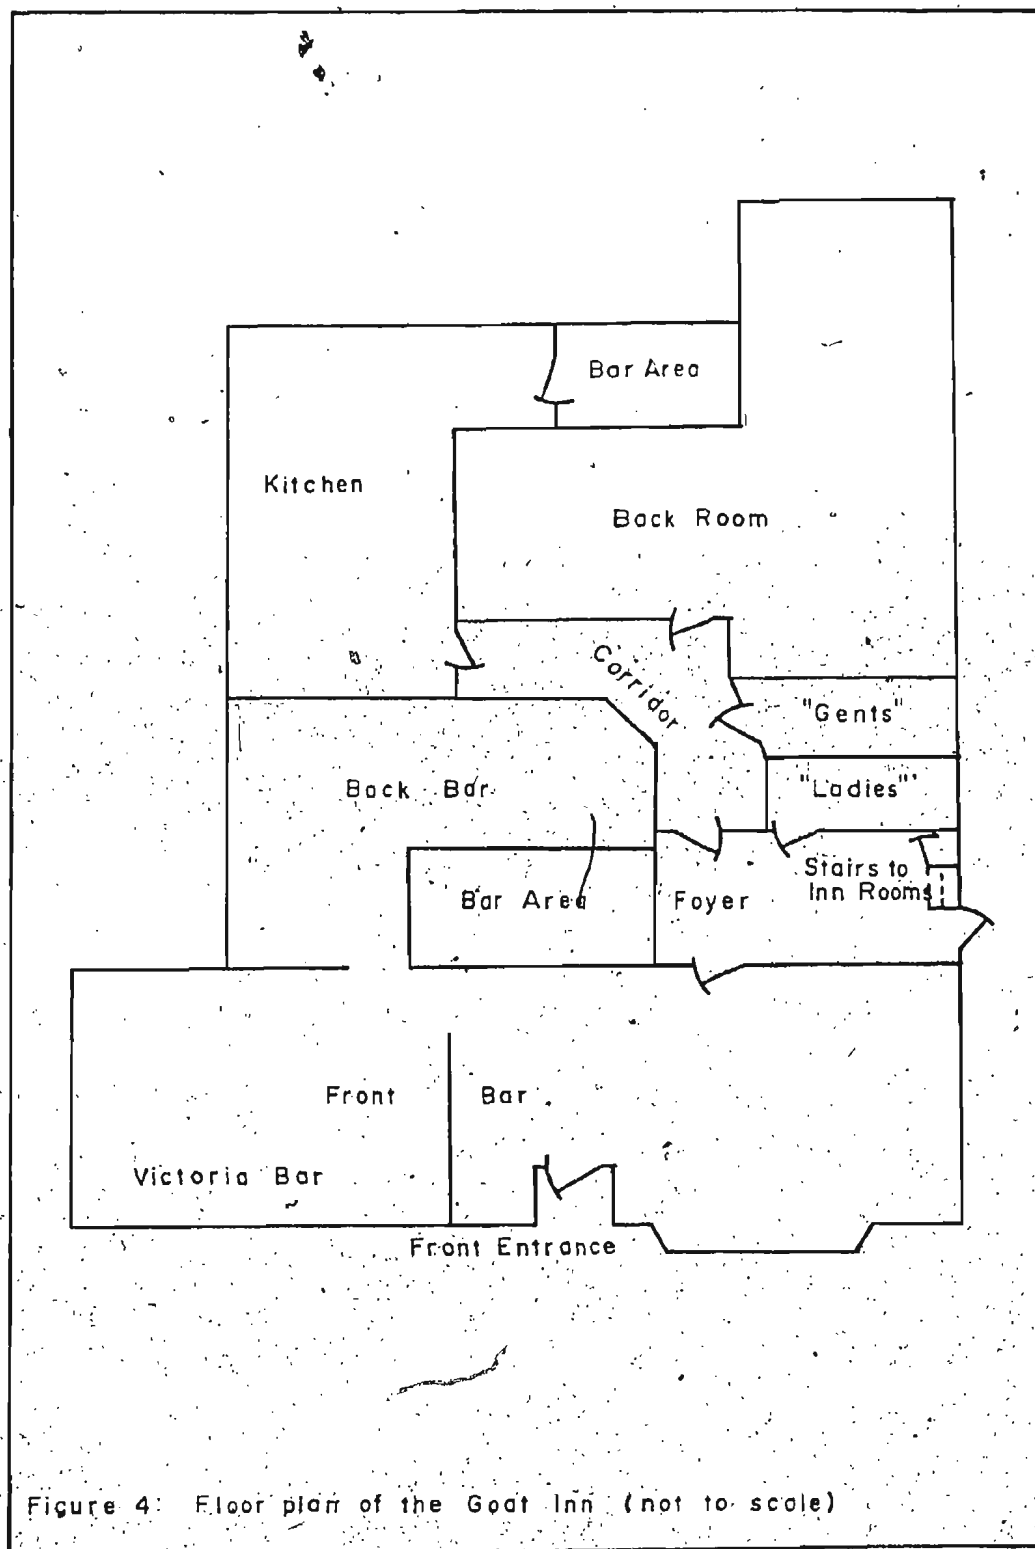 Bar Area
Kitchen
Back Room
Corridor
"Gents"
"Ladies"
Back Bar
Stairs to
Inn Rooms
Bar Area
Foyer
Front Bar
Victoria Bar
Front Entrance
Figure 4: Floor plan of the Goat Inn (not to scale)